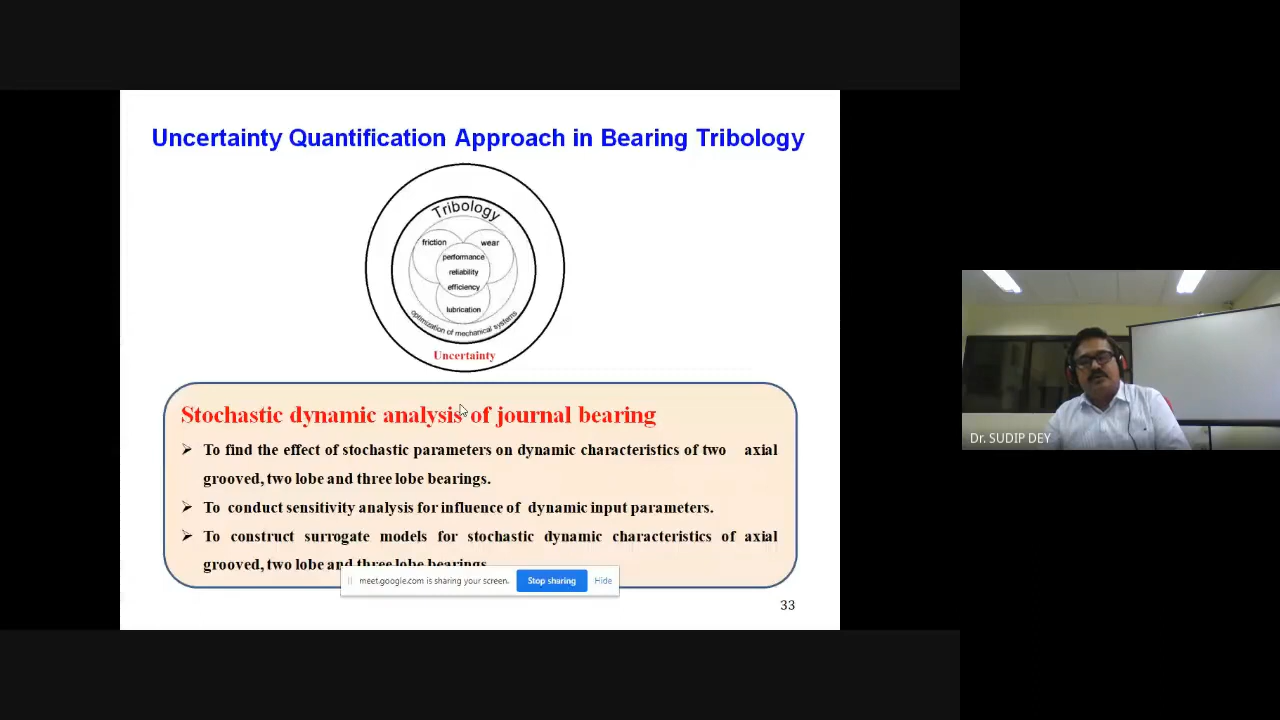 Uncertainty Quantification Approach in Bearing Tribology
Tribology
friction
wear
performance
reliability
efficiency
lubrication
optimization of mechanical systems
Uncertainty
Stochastic dynamic analysis of journal bearing
➢ To find the effect of stochastic parameters on dynamic characteristics of two axial
grooved, two lobe and three lobe bearings.
➢ To conduct sensitivity analysis for influence of dynamic input parameters.
➢ To construct surrogate models for stochastic dynamic characteristics of axial
grooved, two lobe and three lobe bearings
meet.google.com is sharing your screen.
Stop sharing
Hide
33
Dr. SUDIP DEY